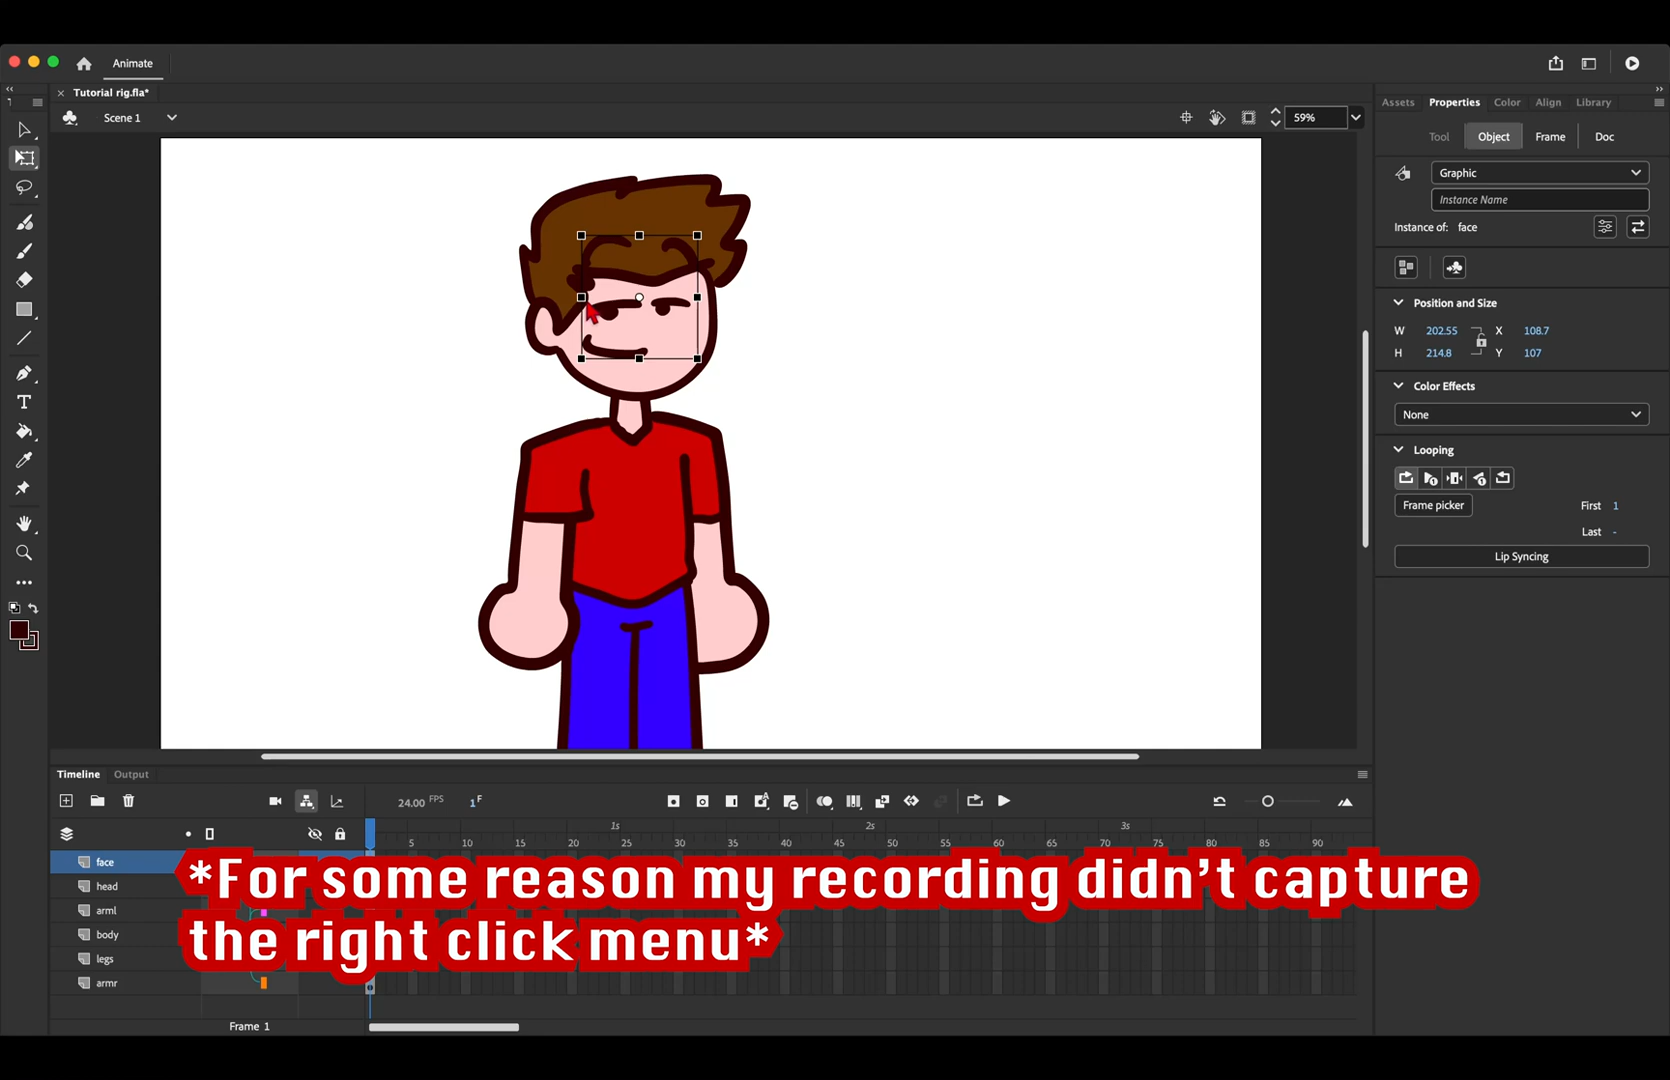 Animate
Tutorial rig.fla*
Scene 1
59%
Assets Properties Color Align Library
Tool Object Frame Doc
Graphic
Instance Name
Instance of: face
Position and Size
W 202.55 X 108.7
H 214.8 Y 107
Color Effects
None
Looping
Frame picker First 1
Last -
Lip Syncing
Timeline Output
24.00 FPS 1 F
1s 2s 3s
5 10 15 20 25 30 35 40 45 50 55 60 65 70 75 80 85 90
face
head
arml
body
legs
armr
*For some reason my recording didn't capture
the right click menu*
Frame 1